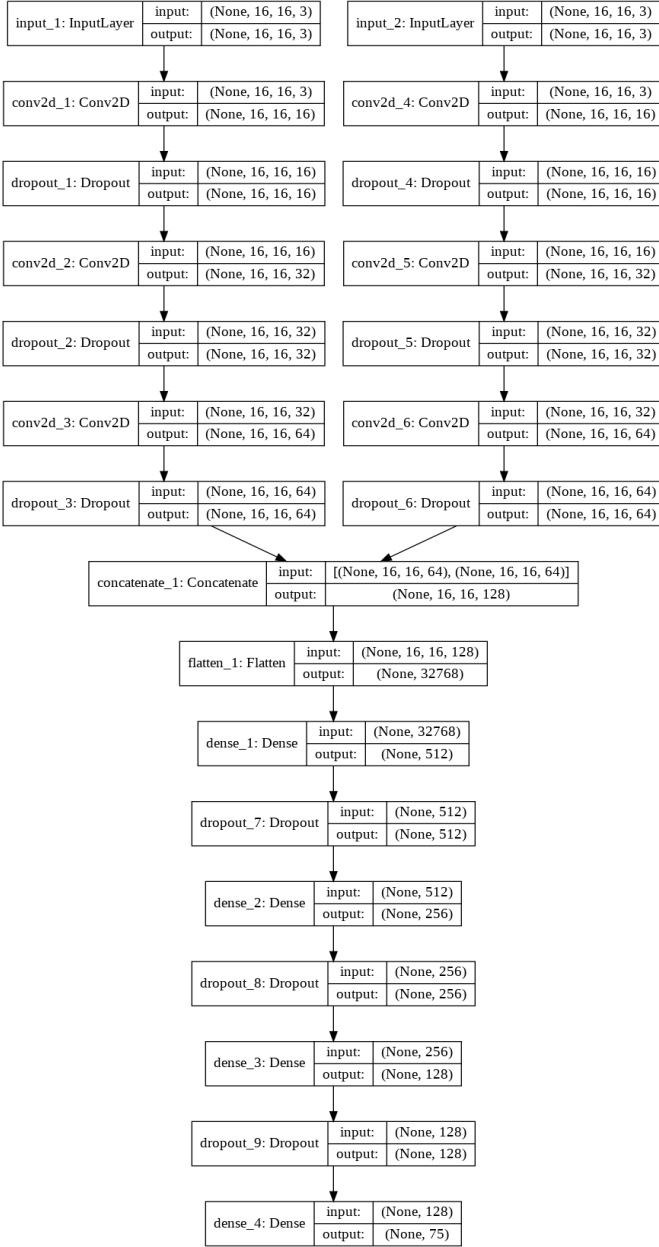 input_1: InputLayer input: (None, 16, 16, 3) output: (None, 16, 16, 3)
input_2: InputLayer input: (None, 16, 16, 3) output: (None, 16, 16, 3)
conv2d_1: Conv2D input: (None, 16, 16, 3) output: (None, 16, 16, 16)
conv2d_4: Conv2D input: (None, 16, 16, 3) output: (None, 16, 16, 16)
dropout_1: Dropout input: (None, 16, 16, 16) output: (None, 16, 16, 16)
dropout_4: Dropout input: (None, 16, 16, 16) output: (None, 16, 16, 16)
conv2d_2: Conv2D input: (None, 16, 16, 16) output: (None, 16, 16, 32)
conv2d_5: Conv2D input: (None, 16, 16, 16) output: (None, 16, 16, 32)
dropout_2: Dropout input: (None, 16, 16, 32) output: (None, 16, 16, 32)
dropout_5: Dropout input: (None, 16, 16, 32) output: (None, 16, 16, 32)
conv2d_3: Conv2D input: (None, 16, 16, 32) output: (None, 16, 16, 64)
conv2d_6: Conv2D input: (None, 16, 16, 32) output: (None, 16, 16, 64)
dropout_3: Dropout input: (None, 16, 16, 64) output: (None, 16, 16, 64)
dropout_6: Dropout input: (None, 16, 16, 64) output: (None, 16, 16, 64)
concatenate_1: Concatenate input: [(None, 16, 16, 64), (None, 16, 16, 64)] output: (None, 16, 16, 128)
flatten_1: Flatten input: (None, 16, 16, 128) output: (None, 32768)
dense_1: Dense input: (None, 32768) output: (None, 512)
dropout_7: Dropout input: (None, 512) output: (None, 512)
dense_2: Dense input: (None, 512) output: (None, 256)
dropout_8: Dropout input: (None, 256) output: (None, 256)
dense_3: Dense input: (None, 256) output: (None, 128)
dropout_9: Dropout input: (None, 128) output: (None, 128)
dense_4: Dense input: (None, 128) output: (None, 75)